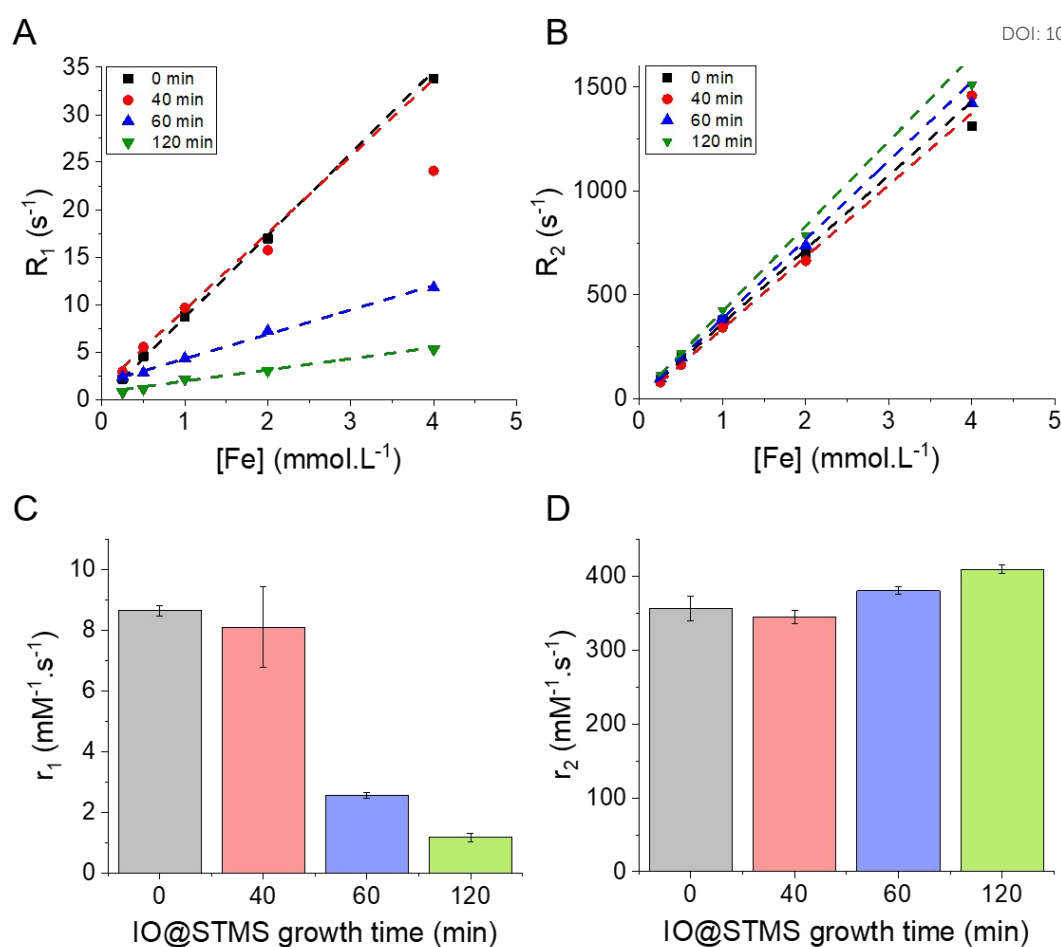 A
B
DOI: 10
35
30
25
20
15
10
5
0
R₁ (s⁻¹)
0 min
40 min
60 min
120 min
0 1 2 3 4 5
[Fe] (mmol.L⁻¹)
1500
1000
500
0
R₂ (s⁻¹)
0 min
40 min
60 min
120 min
0 1 2 3 4 5
[Fe] (mmol.L⁻¹)
C
10
8
6
4
2
0
r₁ (mM⁻¹.s⁻¹)
0 40 60 120
IO@STMS growth time (min)
D
400
300
200
100
0
r₂ (mM⁻¹.s⁻¹)
0 40 60 120
IO@STMS growth time (min)